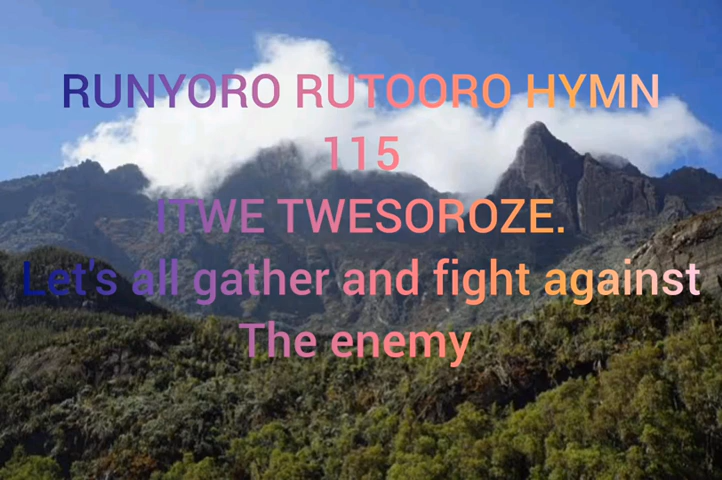 RUNYORO RUTOORO HYMN
115
ITWE TWESOROZE.
Let's all gather and fight against
The enemy